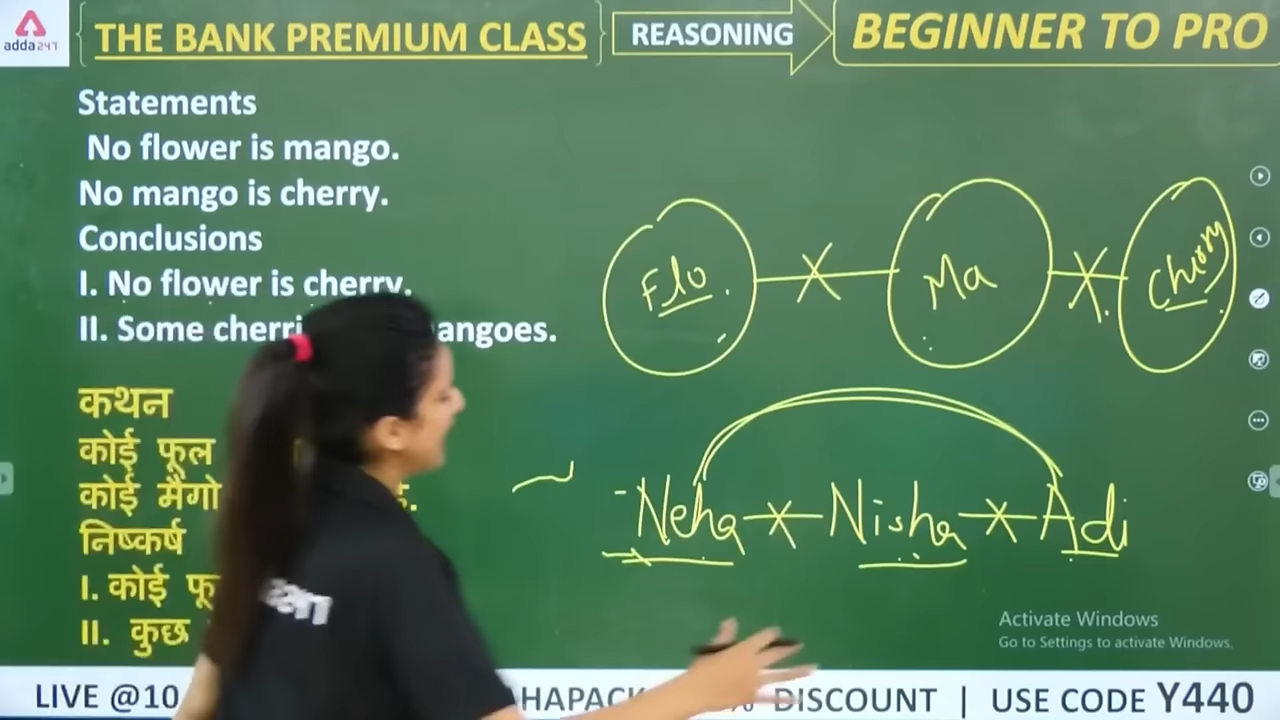 adda247
THE BANK PREMIUM CLASS
REASONING
BEGINNER TO PRO
Statements
No flower is mango.
No mango is cherry.
Conclusions
I. No flower is cherry.
II. Some angoes.
कथन
कोई फूल
कोई मैंगो
निष्कर्ष
I. कोई फू
II. कुछ
Flo
Ma
Cherry
Neha Nisha Adi
Activate Windows
Go to Settings to activate Windows.
LIVE @10 AHAPACK DISCOUNT | USE CODE Y440